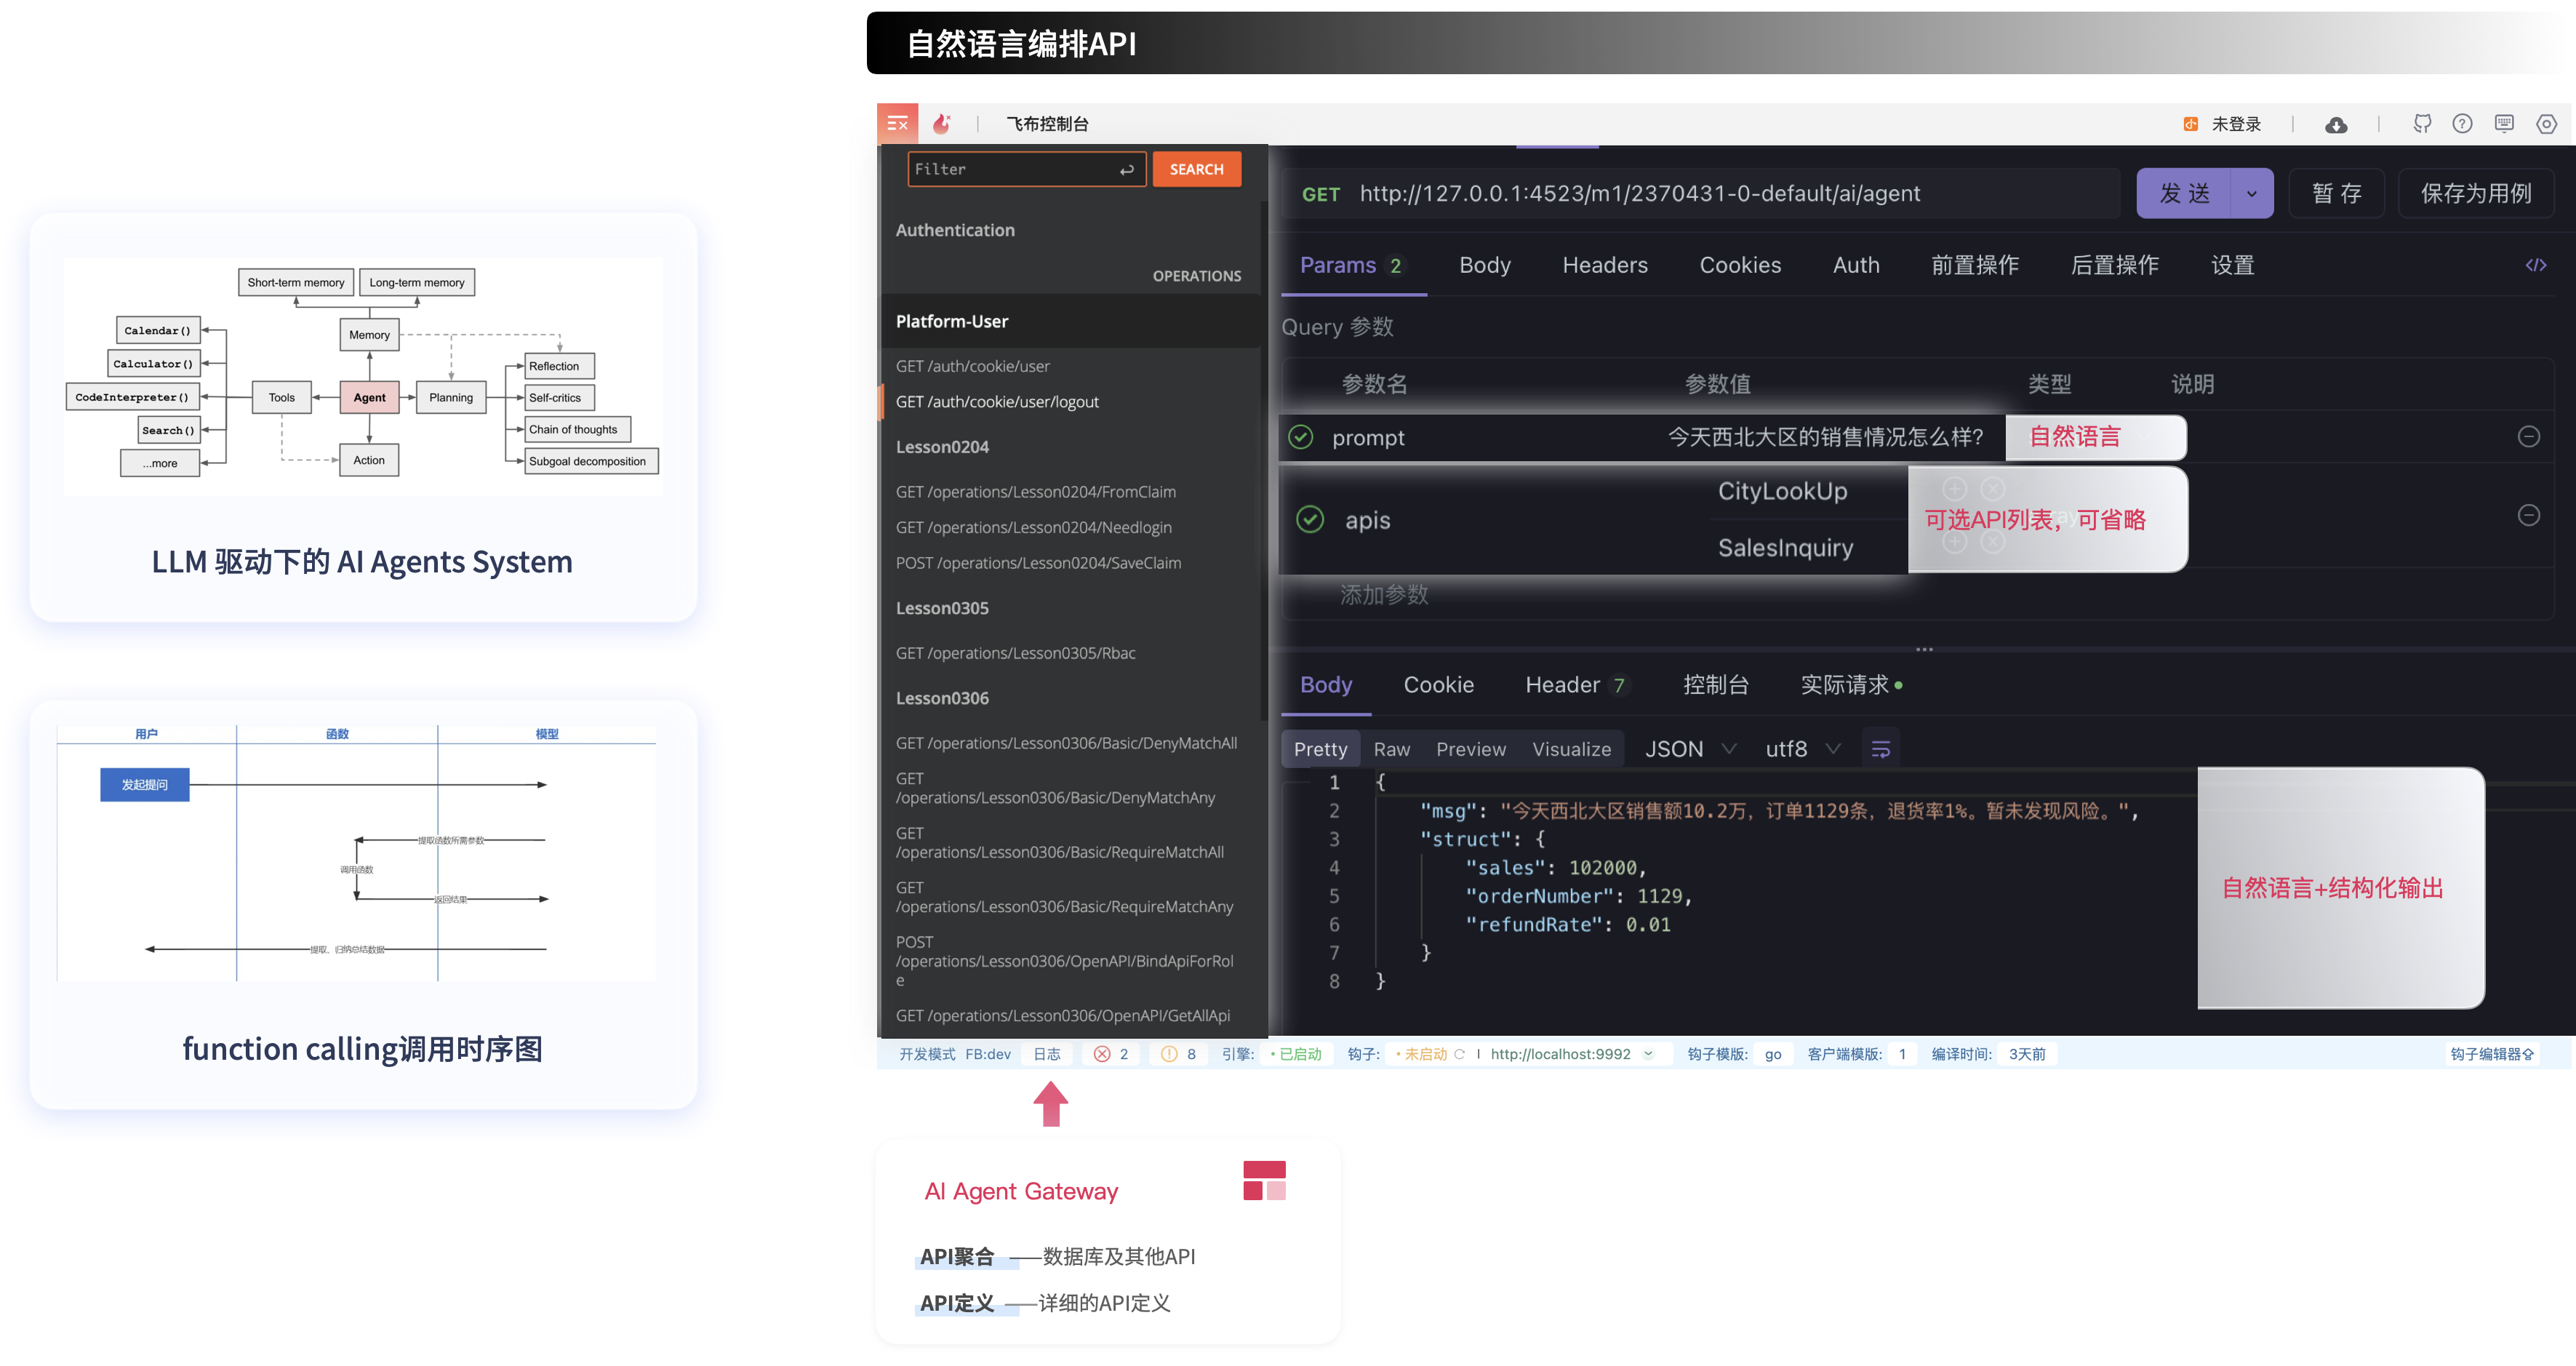 自然语言编排API
飞布控制台
未登录
Filter
SEARCH
Authentication
OPERATIONS
Platform-User
GET /auth/cookie/user
GET /auth/cookie/user/logout
Lesson0204
GET /operations/Lesson0204/FromClaim
GET /operations/Lesson0204/Needlogin
POST /operations/Lesson0204/SaveClaim
Lesson0305
GET /operations/Lesson0305/Rbac
Lesson0306
GET /operations/Lesson0306/Basic/DenyMatchAll
GET
/operations/Lesson0306/Basic/DenyMatchAny
GET
/operations/Lesson0306/Basic/RequireMatchAll
GET
/operations/Lesson0306/Basic/RequireMatchAny
POST
/operations/Lesson0306/OpenAPI/BindApiForRol
e
GET /operations/Lesson0306/OpenAPI/GetAllApi
GET http://127.0.0.1:4523/m1/2370431-0-default/ai/agent
发送
暂存
保存为用例
Params 2 Body Headers Cookies Auth 前置操作 后置操作 设置
Query 参数
参数名 参数值 类型 说明
prompt 今天西北大区的销售情况怎么样? 自然语言
apis
CityLookUp
SalesInquiry
可选API列表，可省略
添加参数
Body Cookie Header 7 控制台 实际请求
Pretty Raw Preview Visualize JSON utf8
1 {
2 "msg": "今天西北大区销售额10.2万，订单1129条，退货率1%。暂未发现风险。",
3 "struct": {
4 "sales": 102000,
5 "orderNumber": 1129,
6 "refundRate": 0.01
7 }
8 }
自然语言+结构化输出
开发模式 FB:dev 日志 2 8 引擎: 已启动 钩子: 未启动 http://localhost:9992 钩子模版: go 客户端模版: 1 编译时间: 3天前 钩子编辑器
AI Agent Gateway
API聚合 ——数据库及其他API
API定义 ——详细的API定义
Short-term memory
Long-term memory
Calendar()
Memory
Calculator()
Reflection
CodeInterpreter()
Tools
Agent
Planning
Self-critics
Search()
Chain of thoughts
...more
Action
Subgoal decomposition
LLM 驱动下的 AI Agents System
用户 函数 模型
发起提问
提取函数所需参数
调用函数
返回结果
提取、归纳总结数据
function calling调用时序图